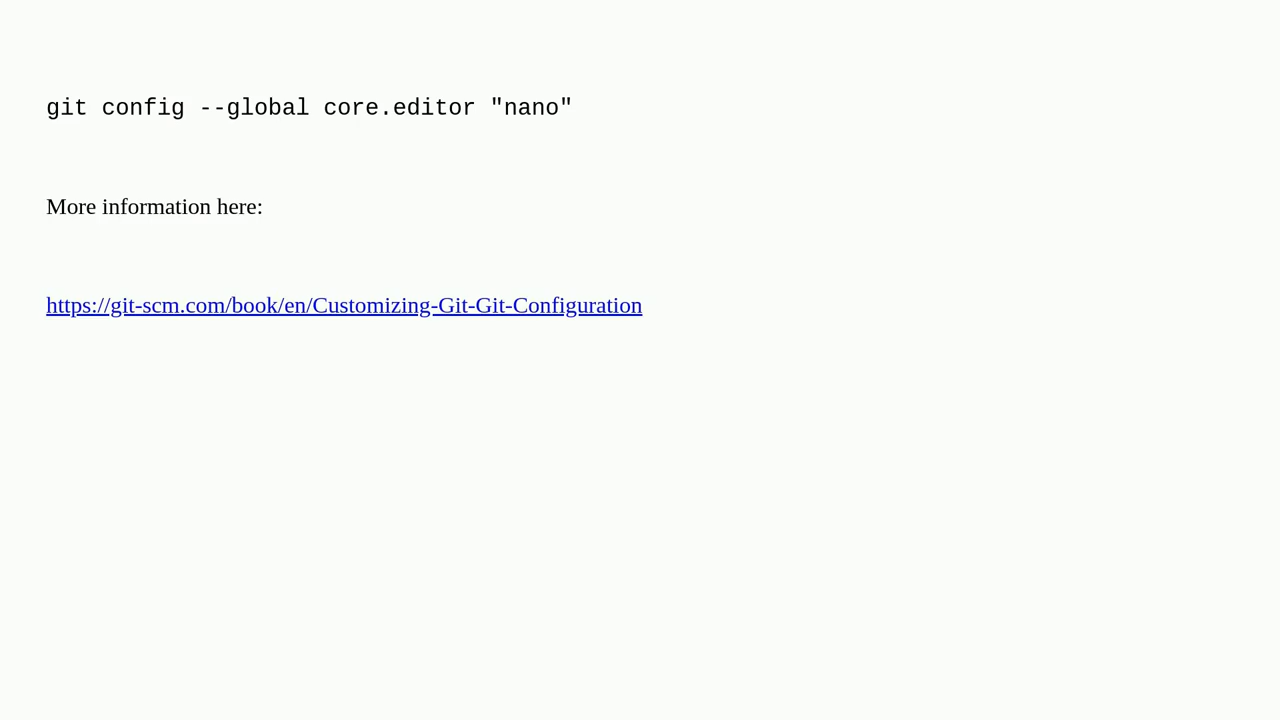 git config --global core.editor "nano"
More information here:
https://git-scm.com/book/en/Customizing-Git-Git-Configuration